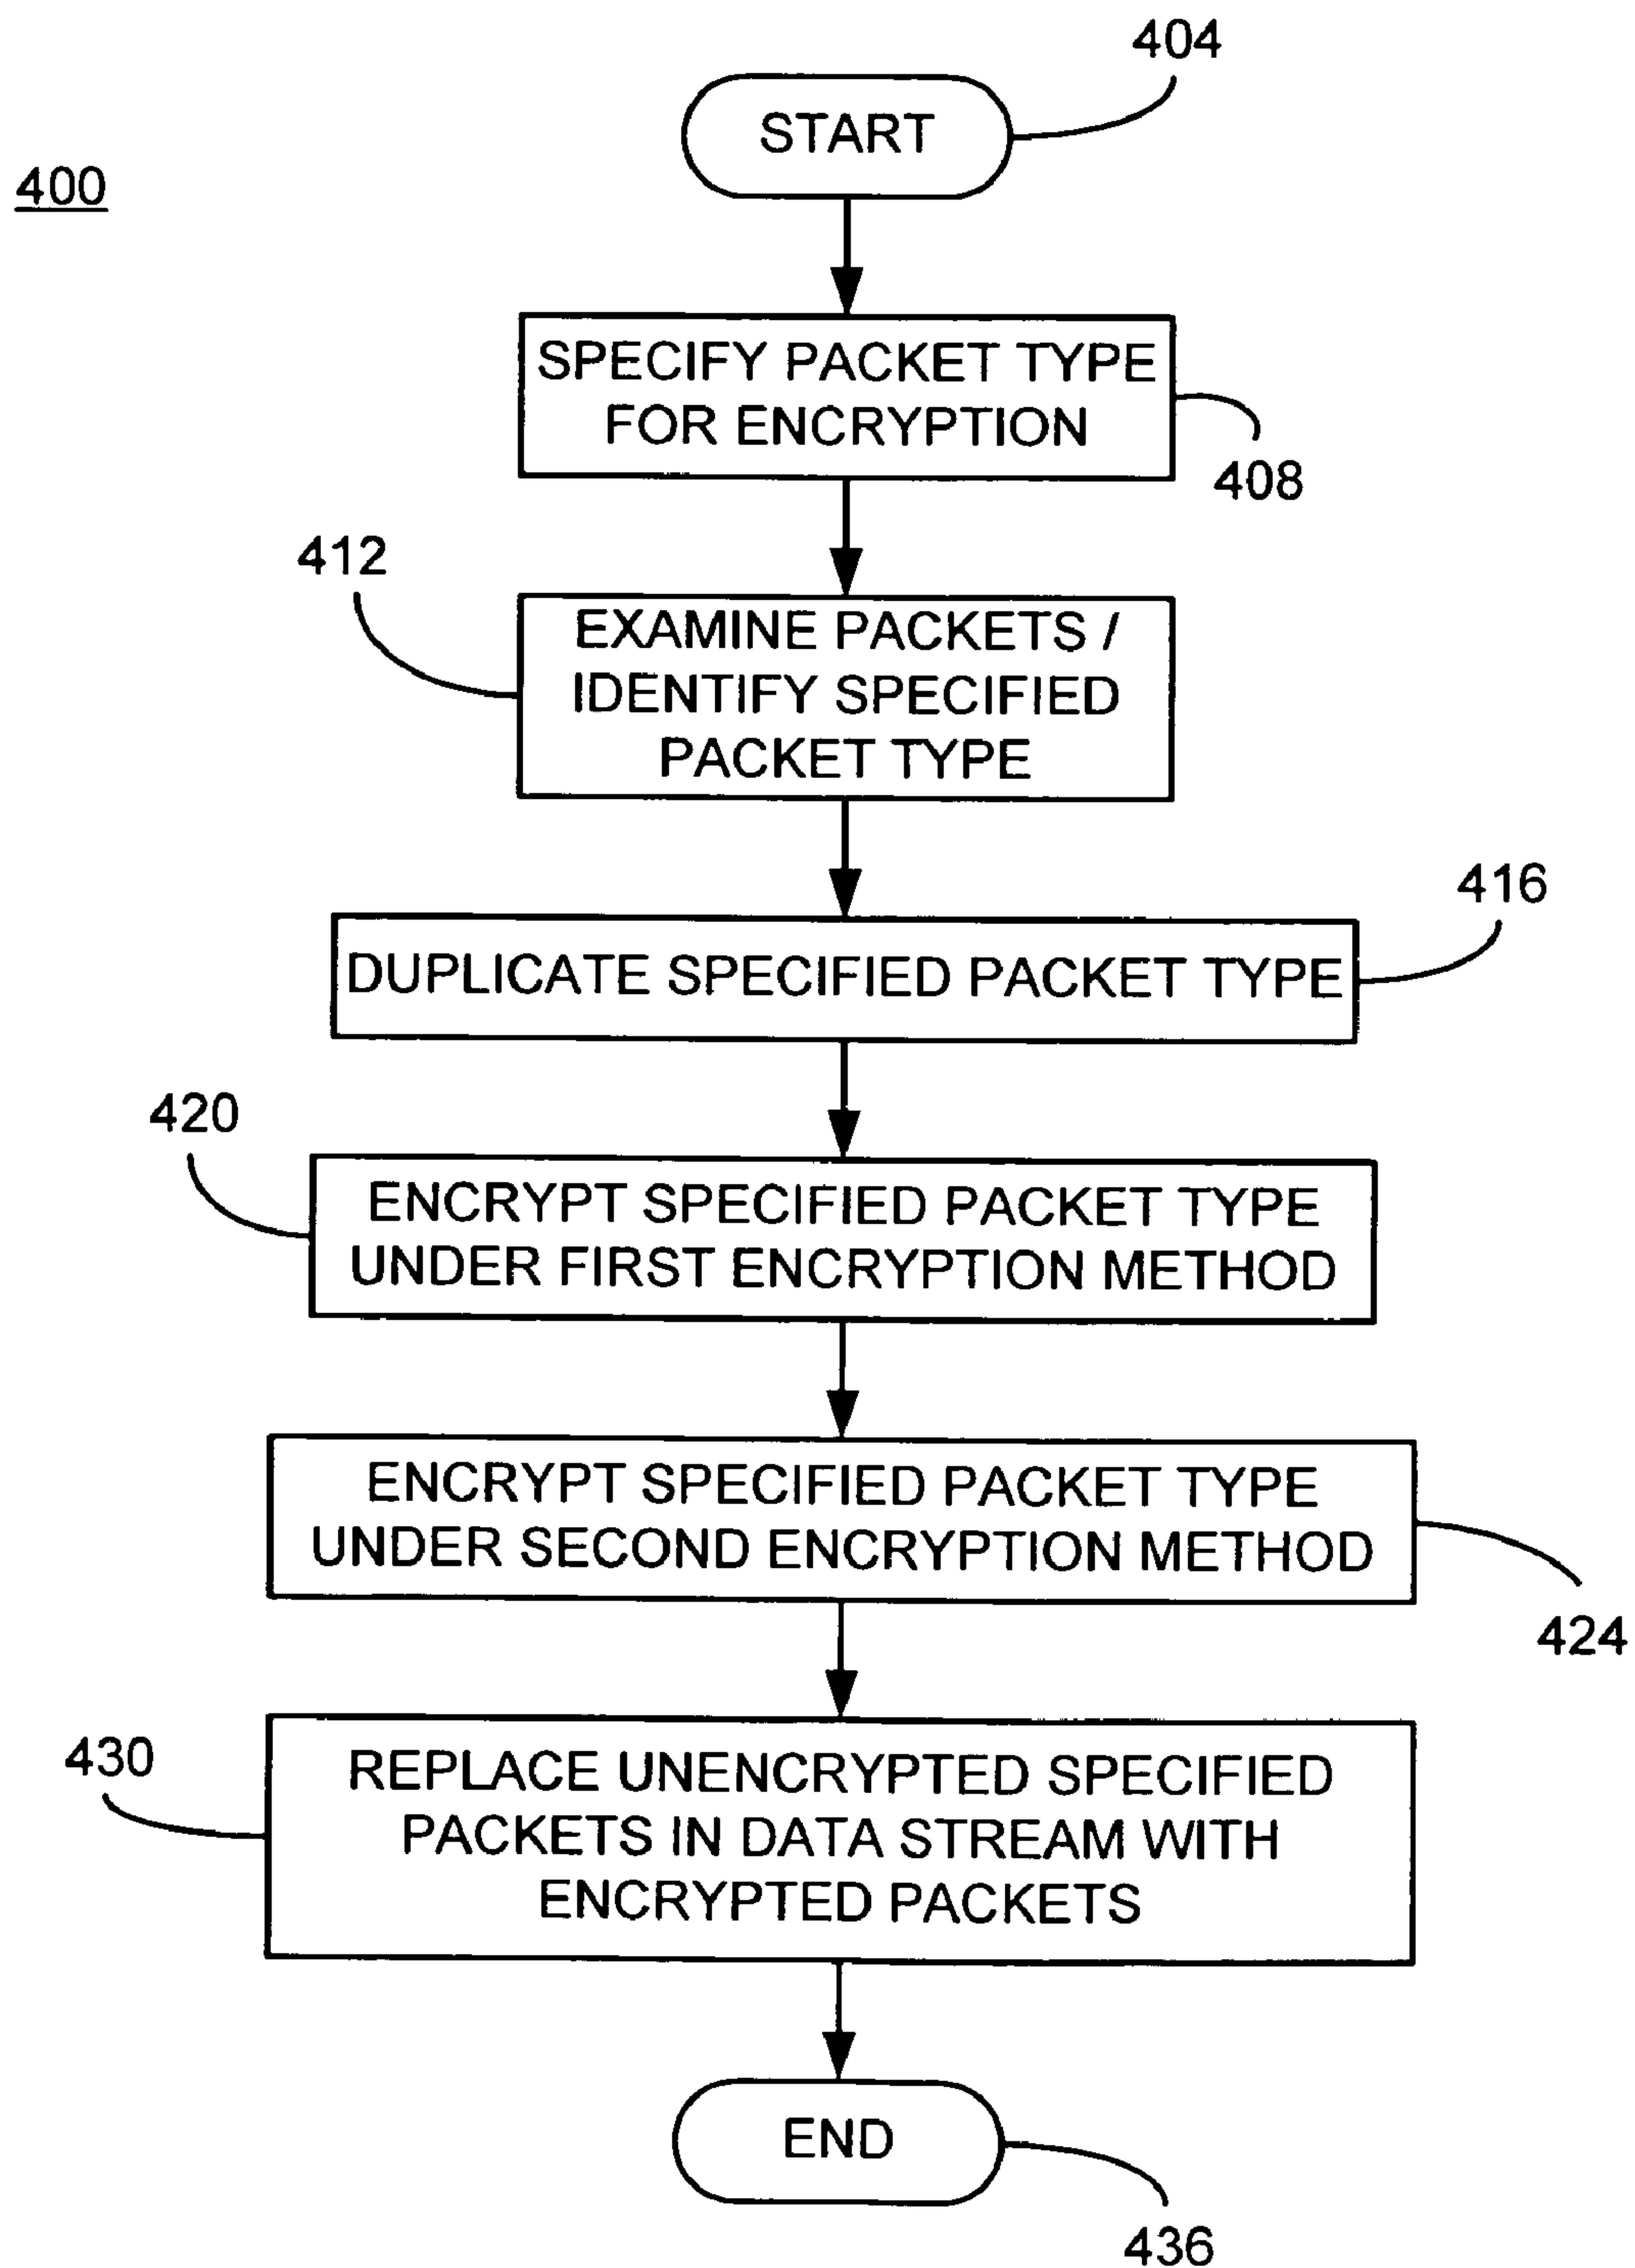 404
START
400
SPECIFY PACKET TYPE
FOR ENCRYPTION
408
412
EXAMINE PACKETS /
IDENTIFY SPECIFIED
PACKET TYPE
416
DUPLICATE SPECIFIED PACKET TYPE
420
ENCRYPT SPECIFIED PACKET TYPE
UNDER FIRST ENCRYPTION METHOD
ENCRYPT SPECIFIED PACKET TYPE
UNDER SECOND ENCRYPTION METHOD
424
430
REPLACE UNENCRYPTED SPECIFIED
PACKETS IN DATA STREAM WITH
ENCRYPTED PACKETS
END
436